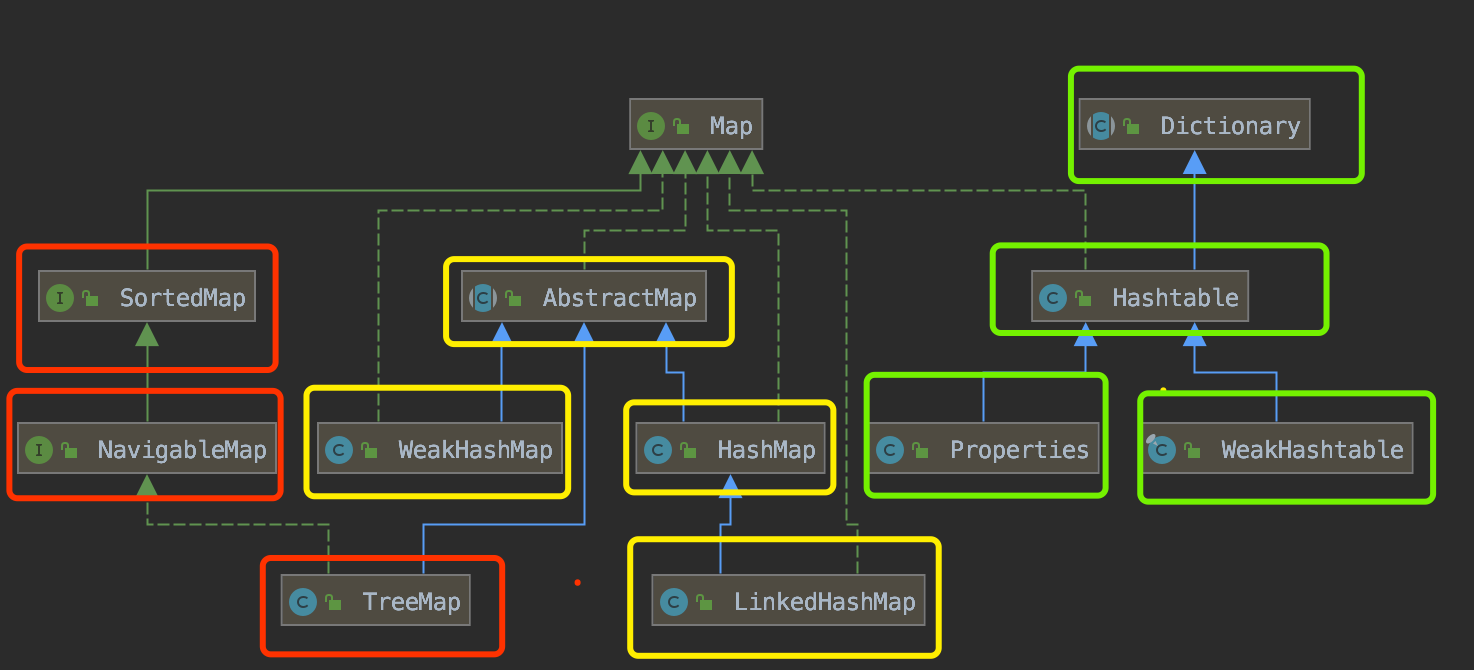 I Map
C Dictionary
I SortedMap
C AbstractMap
C Hashtable
I NavigableMap
C WeakHashMap
C HashMap
C Properties
C WeakHashtable
C TreeMap
C LinkedHashMap